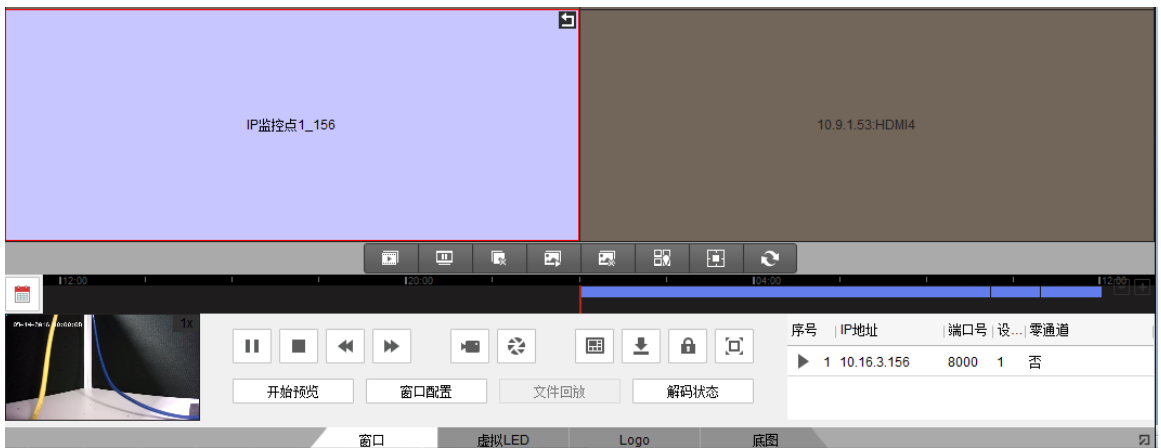 IP监控点1_156
10.9.1.53:HDMI4
12:00 20:00 04:00 12:00
1x
序号 IP地址 端口号 设... 零通道
1 10.16.3.156 8000 1 否
开始预览 窗口配置 文件回放 解码状态
窗口 虚拟LED Logo 底图